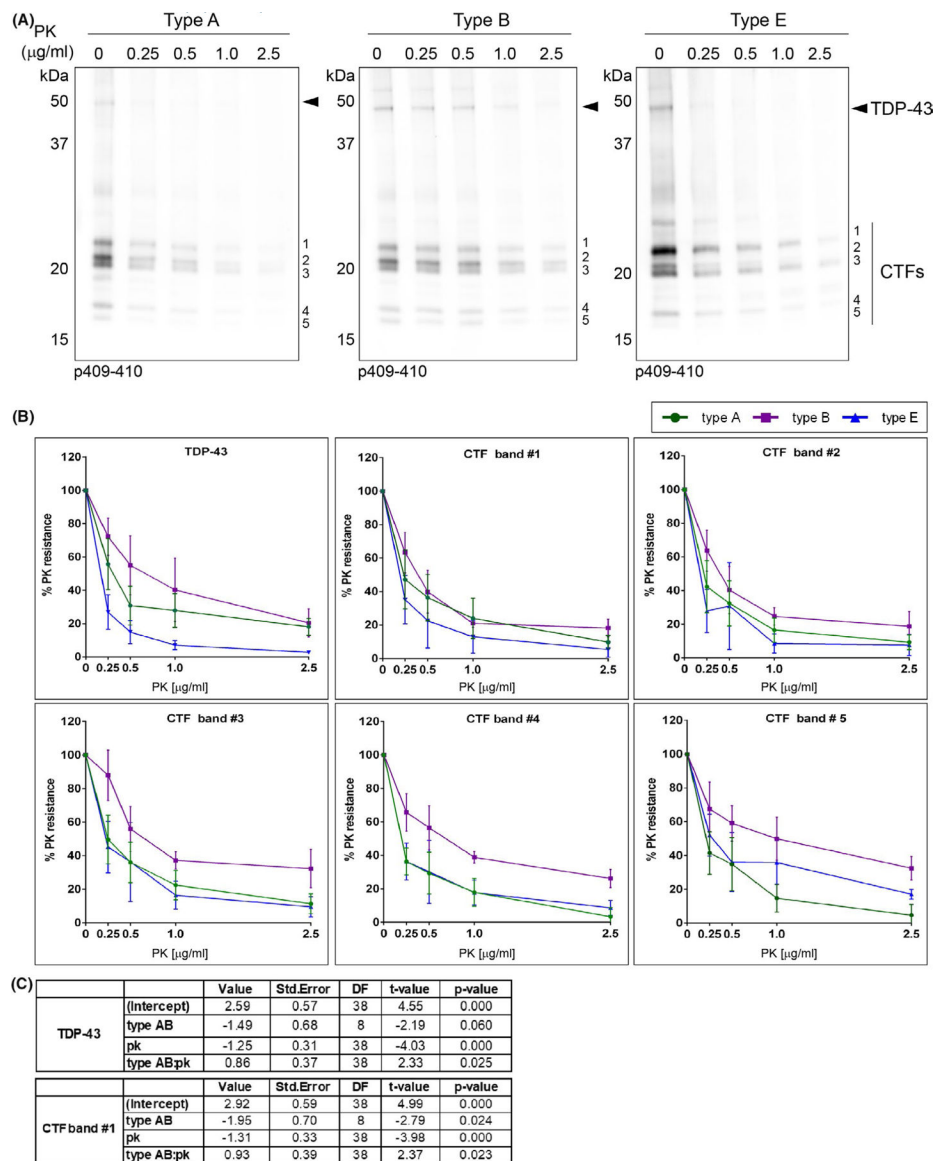 (A)
PK
(µg/ml)
Type A
0 0.25 0.5 1.0 2.5
Type B
0 0.25 0.5 1.0 2.5
Type E
0 0.25 0.5 1.0 2.5
kDa
50
37
20
15
1
2
3
4
5
p409-410
kDa
50
37
20
15
1
2
3
4
5
p409-410
kDa
50
37
20
15
TDP-43
1
2
3
4
5
CTFs
p409-410
(B)
type A type B type E
TDP-43
% PK resistance
120
100
80
60
40
20
0
0 0.25 0.5 1.0 2.5
PK [µg/ml]
CTF band #1
% PK resistance
120
100
80
60
40
20
0
0 0.25 0.5 1.0 2.5
PK [µg/ml]
CTF band #2
% PK resistance
120
100
80
60
40
20
0
0 0.25 0.5 1.0 2.5
PK [µg/ml]
CTF band #3
% PK resistance
120
100
80
60
40
20
0
0 0.25 0.5 1.0 2.5
PK [µg/ml]
CTF band #4
% PK resistance
120
100
80
60
40
20
0
0 0.25 0.5 1.0 2.5
PK [µg/ml]
CTF band # 5
% PK resistance
120
100
80
60
40
20
0
0 0.25 0.5 1.0 2.5
PK [µg/ml]
(C)
Value Std.Error DF t-value p-value
TDP-43
(Intercept) 2.59 0.57 38 4.55 0.000
type AB -1.49 0.68 8 -2.19 0.060
pk -1.25 0.31 38 -4.03 0.000
type AB:pk 0.86 0.37 38 2.33 0.025
Value Std.Error DF t-value p-value
CTF band #1
(Intercept) 2.92 0.59 38 4.99 0.000
type AB -1.95 0.70 8 -2.79 0.024
pk -1.31 0.33 38 -3.98 0.000
type AB:pk 0.93 0.39 38 2.37 0.023